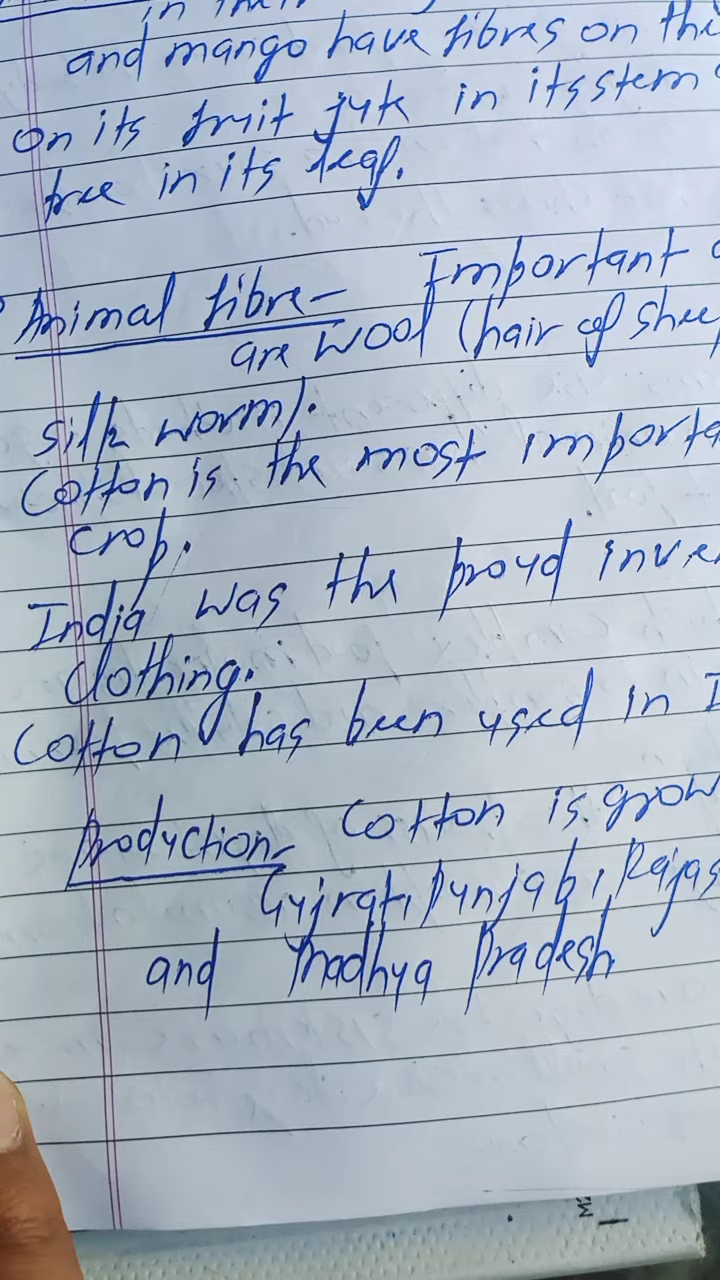 in their
and mango have fibres on the
on its fruit jute in its stem
tree in its leaf.
Animal fibre- Important
are wool (hair of shee
silk worm).
Cotton is the most importa
crop.
India was the proud inve
clothing.
Cotton has been used in I
Production- Cotton is grow
Gujrat, Punjab, Rajas
and Madhya Pradesh